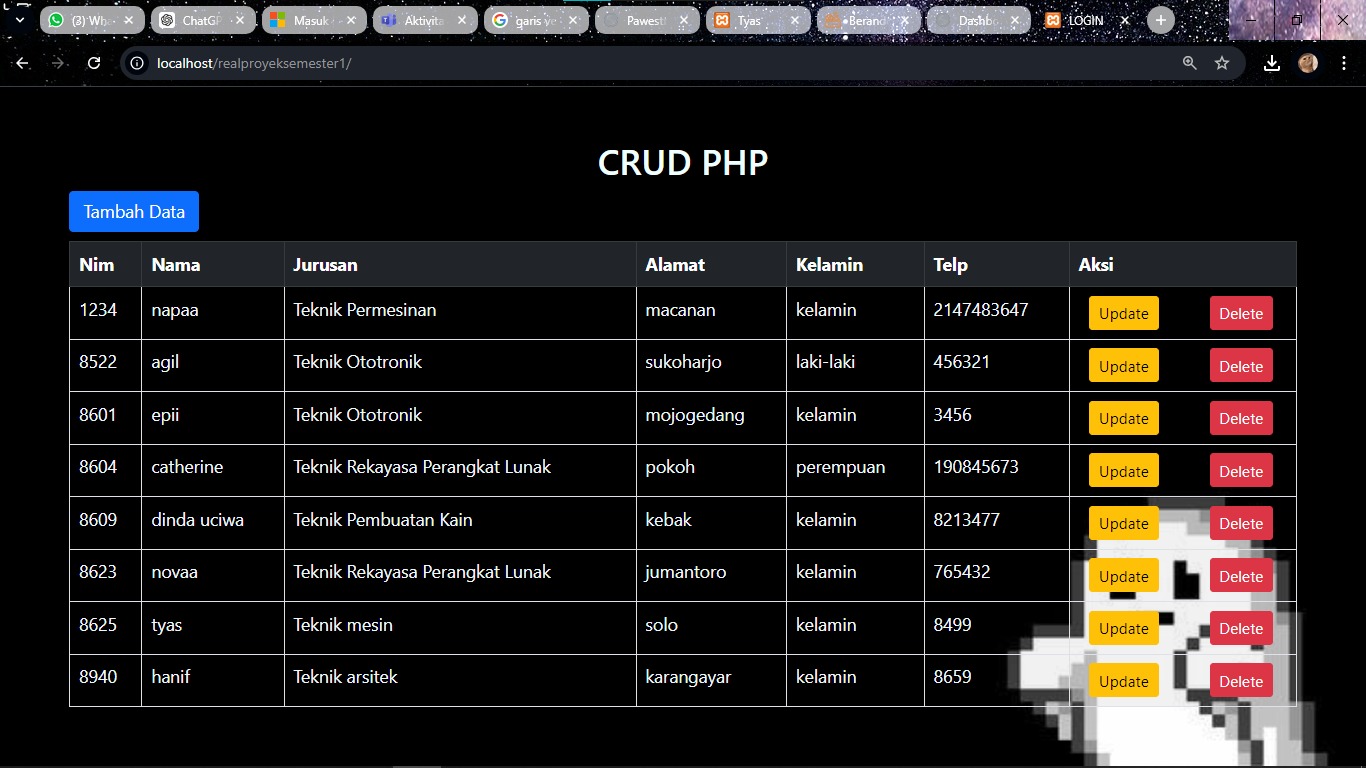 (3) Wha
ChatGP
Masuk
Aktivita
garis ve
Pawest
Tyas
Berand
Dashbo
LOGIN
localhost/realproyeksemester1/
CRUD PHP
Tambah Data
Nim Nama Jurusan Alamat Kelamin Telp Aksi
1234 napaa Teknik Permesinan macanan kelamin 2147483647 Update Delete
8522 agil Teknik Ototronik sukoharjo laki-laki 456321 Update Delete
8601 epii Teknik Ototronik mojogedang kelamin 3456 Update Delete
8604 catherine Teknik Rekayasa Perangkat Lunak pokoh perempuan 190845673 Update Delete
8609 dinda uciwa Teknik Pembuatan Kain kebak kelamin 8213477 Update Delete
8623 novaa Teknik Rekayasa Perangkat Lunak jumantoro kelamin 765432 Update Delete
8625 tyas Teknik mesin solo kelamin 8499 Update Delete
8940 hanif Teknik arsitek karangayar kelamin 8659 Update Delete